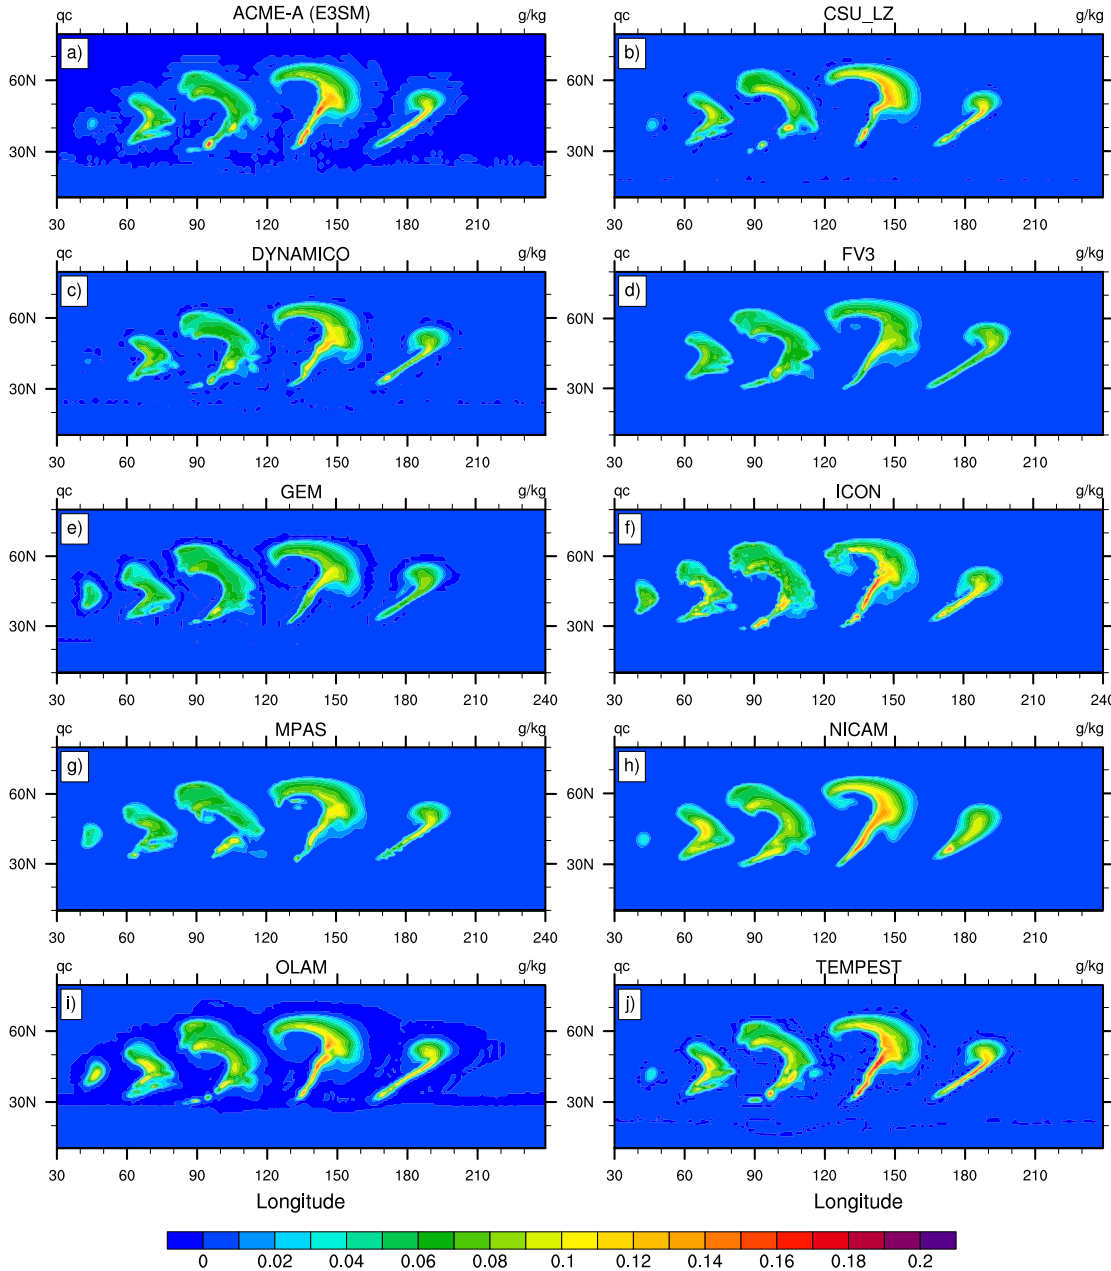 qc ACME-A (E3SM) g/kg
a)
60N
30N
30 60 90 120 150 180 210
qc CSU_LZ g/kg
b)
60N
30N
30 60 90 120 150 180 210
qc DYNAMICO g/kg
c)
60N
30N
30 60 90 120 150 180 210
qc FV3 g/kg
d)
60N
30N
30 60 90 120 150 180 210
qc GEM g/kg
e)
60N
30N
30 60 90 120 150 180 210 240
qc ICON g/kg
f)
60N
30N
30 60 90 120 150 180 210 240
qc MPAS g/kg
g)
60N
30N
30 60 90 120 150 180 210 240
qc NICAM g/kg
h)
60N
30N
30 60 90 120 150 180 210
qc OLAM g/kg
i)
60N
30N
30 60 90 120 150 180 210
Longitude
qc TEMPEST g/kg
j)
60N
30N
30 60 90 120 150 180 210
Longitude
0 0.02 0.04 0.06 0.08 0.1 0.12 0.14 0.16 0.18 0.2